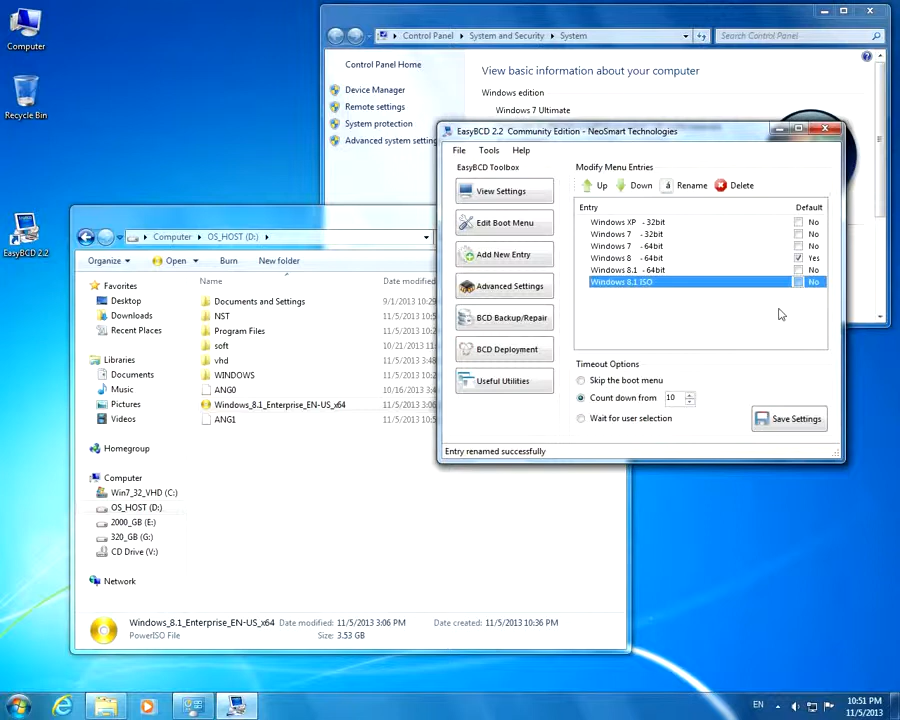 Computer
Recycle Bin
EasyBCD 2.2
Control Panel
System and Security
System
Search Control Panel
Control Panel Home
Device Manager
Remote settings
System protection
Advanced system setting
View basic information about your computer
Windows edition
Windows 7 Ultimate
EasyBCD 2.2 Community Edition - NeoSmart Technologies
File Tools Help
EasyBCD Toolbox
View Settings
Edit Boot Menu
Add New Entry
Advanced Settings
BCD Backup/Repair
BCD Deployment
Useful Utilities
Modify Menu Entries
Up Down á Rename Delete
Entry Default
Windows XP - 32bit No
Windows 7 - 32bit No
Windows 7 - 64bit No
Windows 8 - 64bit Yes
Windows 8.1 - 64bit No
Windows 8.1 ISO No
Timeout Options
Skip the boot menu
Count down from 10
Wait for user selection
Save Settings
Entry renamed successfully
Computer OS_HOST (D:)
Organize Open Burn New folder
Favorites
Desktop
Downloads
Recent Places
Libraries
Documents
Music
Pictures
Videos
Homegroup
Computer
Win7_32_VHD (C:)
OS_HOST (D:)
2000_GB (E:)
320_GB (G:)
CD Drive (V:)
Network
Name Date modified
Documents and Settings 9/1/2013 10:29
NST 11/5/2013 10:5
Program Files 11/5/2013 10:5
soft 10/21/2013 11:
vhd 11/5/2013 3:48
WINDOWS 11/5/2013 10:2
ANG0 10/16/2013 3:4
Windows_8.1_Enterprise_EN-US_x64 11/5/2013 3:06
ANG1 11/5/2013 10:5
Windows_8.1_Enterprise_EN-US_x64 Date modified: 11/5/2013 3:06 PM Date created: 11/5/2013 10:36 PM
PowerISO File Size: 3.53 GB
EN
10:51 PM
11/5/2013